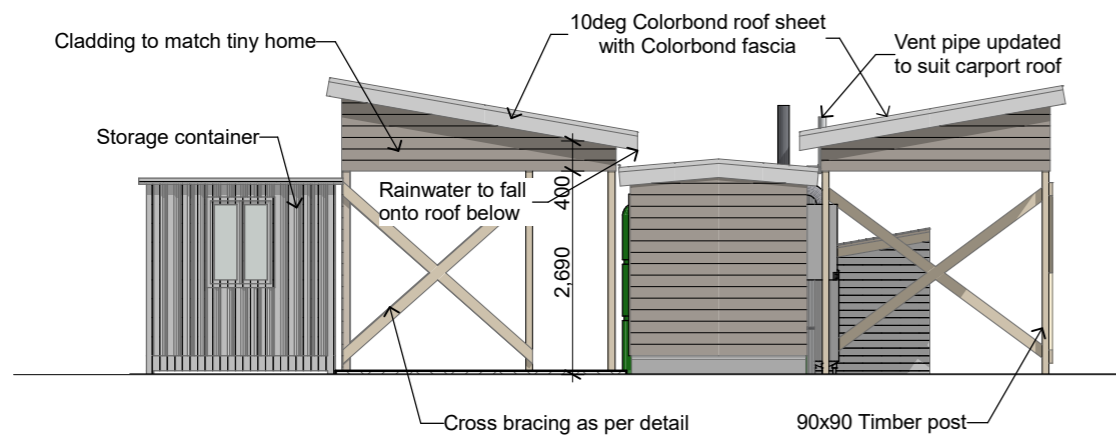 10deg Colorbond roof sheet
with Colorbond fascia
Cladding to match tiny home
Vent pipe updated
to suit carport roof
Storage container
Rainwater to fall
onto roof below
400
2,690
Cross bracing as per detail
90x90 Timber post